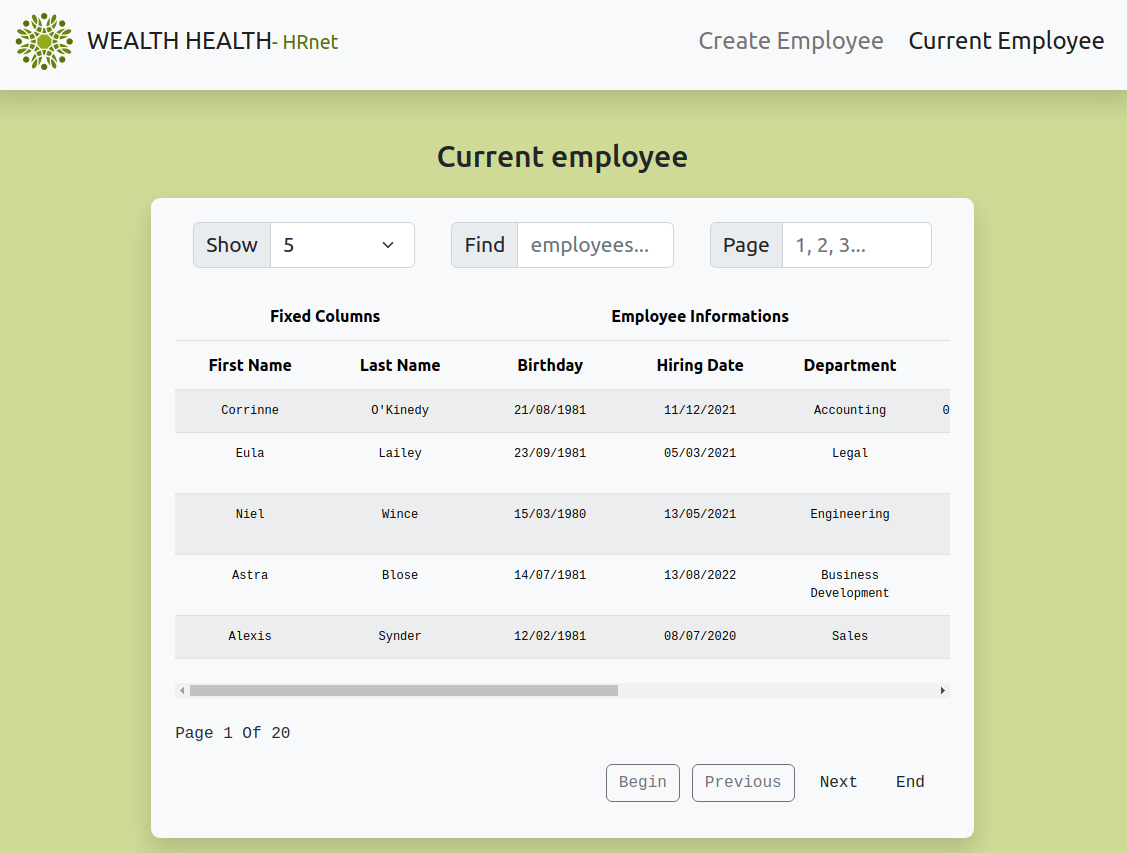 WEALTH HEALTH- HRnet Create Employee Current Employee
Current employee
Show 5 Find employees... Page 1, 2, 3...
Fixed Columns Employee Informations
First Name Last Name Birthday Hiring Date Department
Corrinne O'Kinedy 21/08/1981 11/12/2021 Accounting 0
Eula Lailey 23/09/1981 05/03/2021 Legal
Niel Wince 15/03/1980 13/05/2021 Engineering
Astra Blose 14/07/1981 13/08/2022 Business
Development
Alexis Synder 12/02/1981 08/07/2020 Sales
Page 1 Of 20
Begin Previous Next End